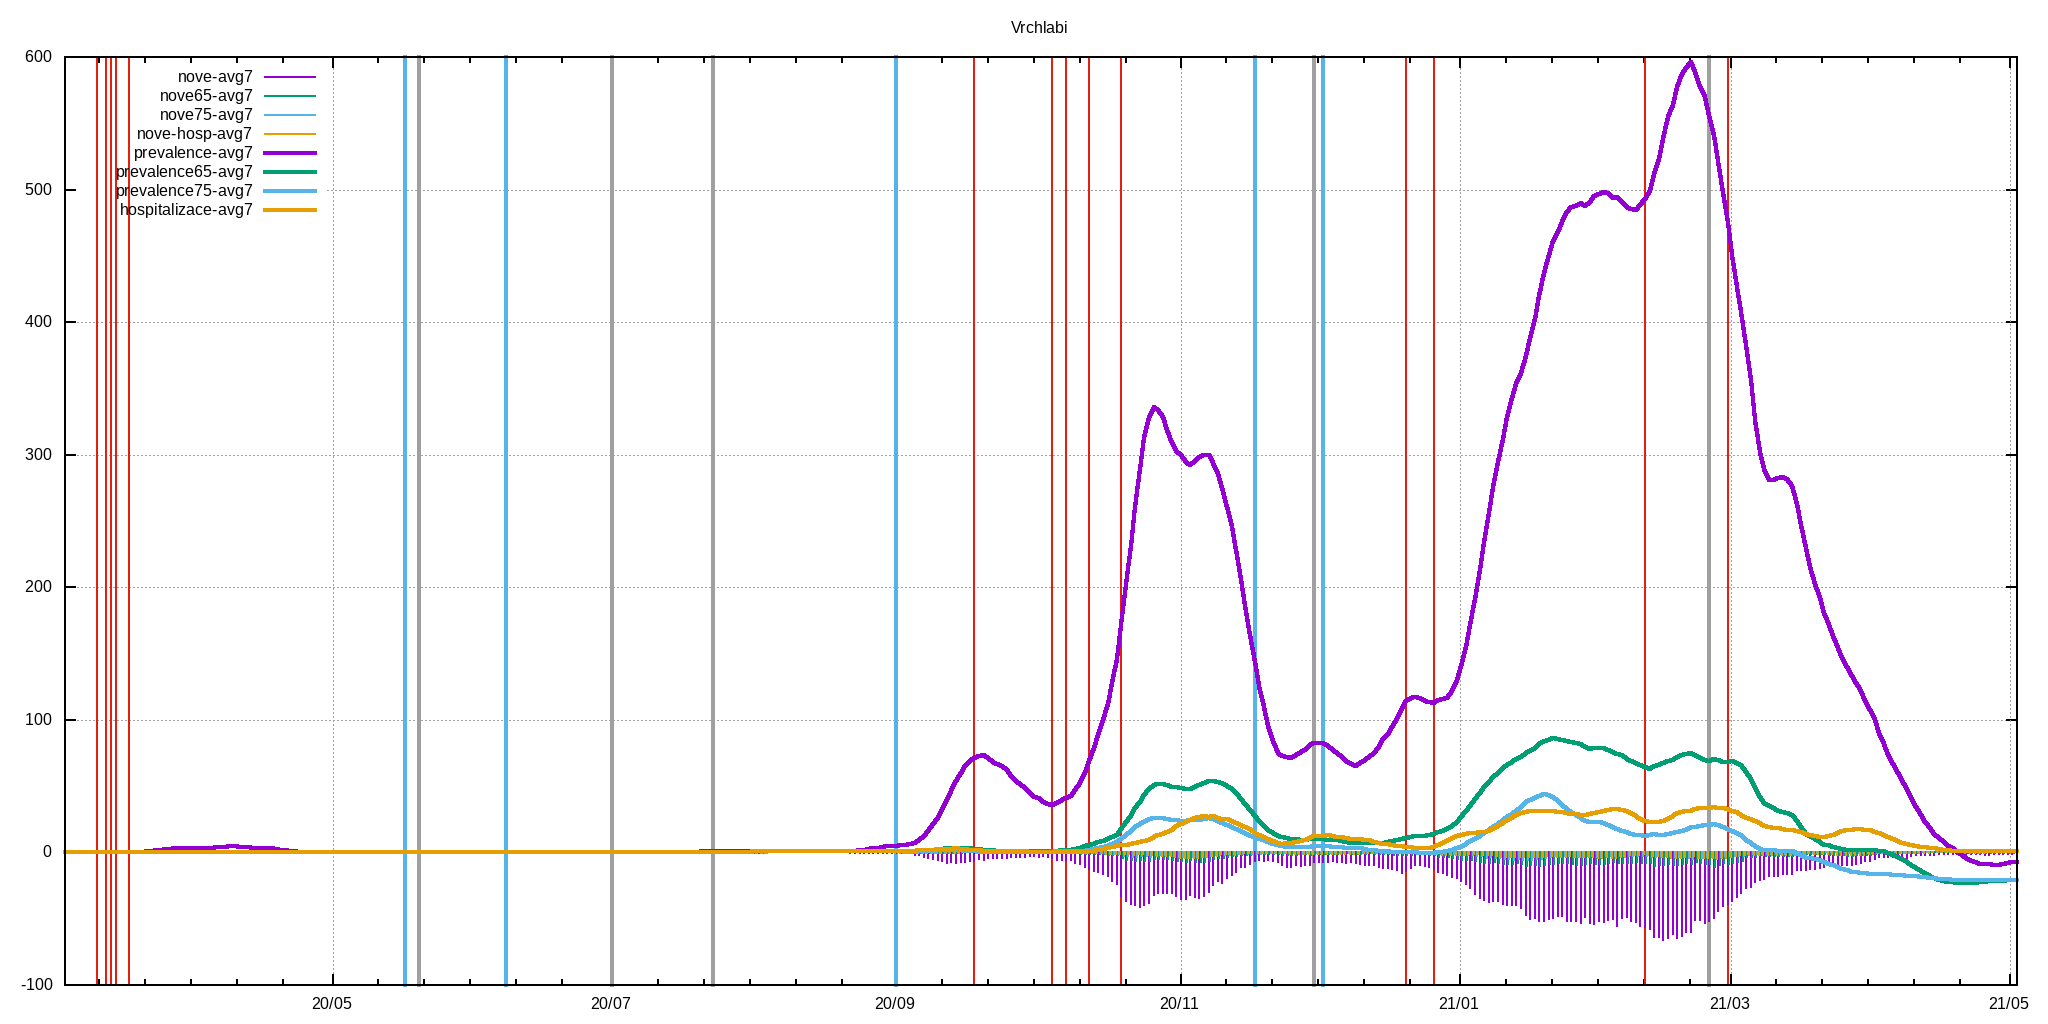 Vrchlabi
600
500
400
300
200
100
0
-100
nove-avg7
nove65-avg7
nove75-avg7
nove-hosp-avg7
prevalence-avg7
prevalence65-avg7
prevalence75-avg7
hospitalizace-avg7
20/05
20/07
20/09
20/11
21/01
21/03
21/05